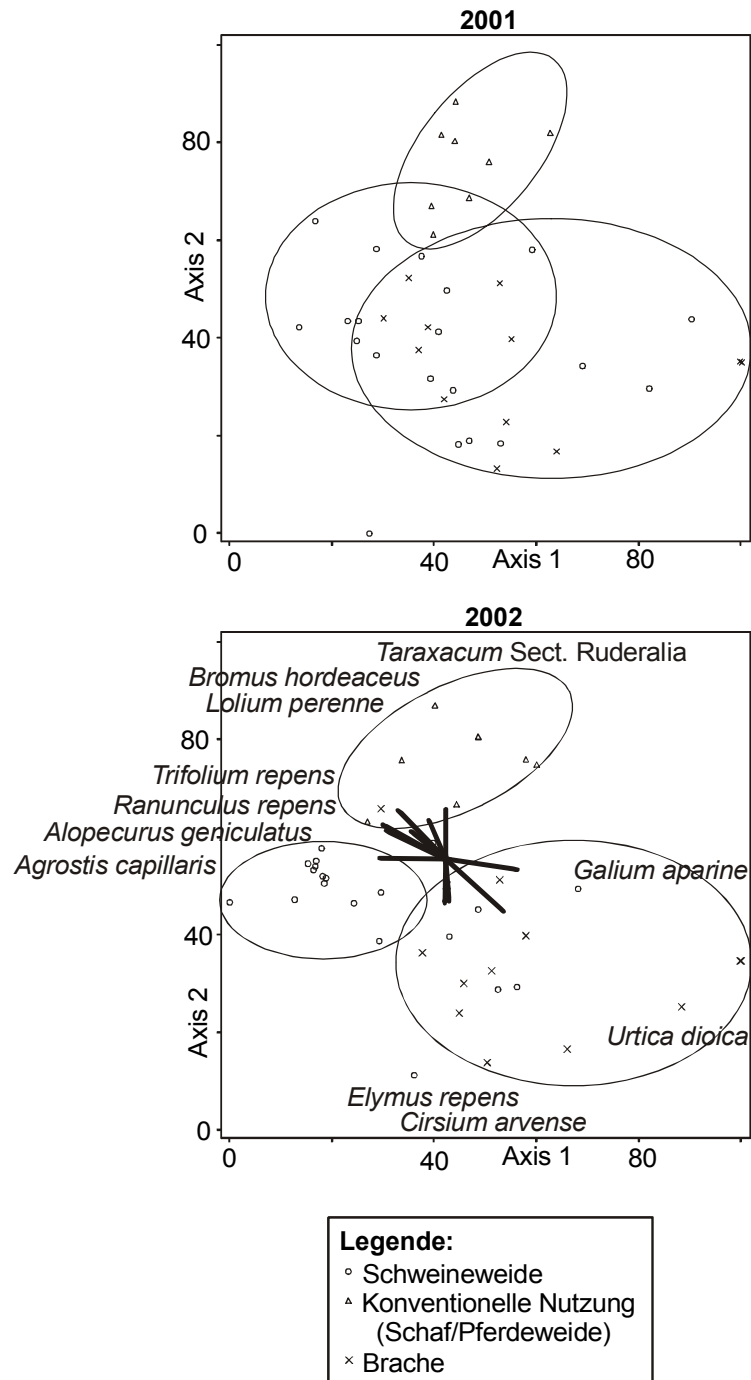 2001
80
Axis 2
40
0
0
40
Axis 1
80
2002
Taraxacum Sect. Ruderalia
Bromus hordeaceus
Lolium perenne
80
Trifolium repens
Ranunculus repens
Alopecurus geniculatus
Agrostis capillaris
Galium aparine
40
Axis 2
Urtica dioica
Elymus repens
Cirsium arvense
0
0
40
Axis 1
80
Legende:
Schweineweide
Konventionelle Nutzung
(Schaf/Pferdeweide)
Brache